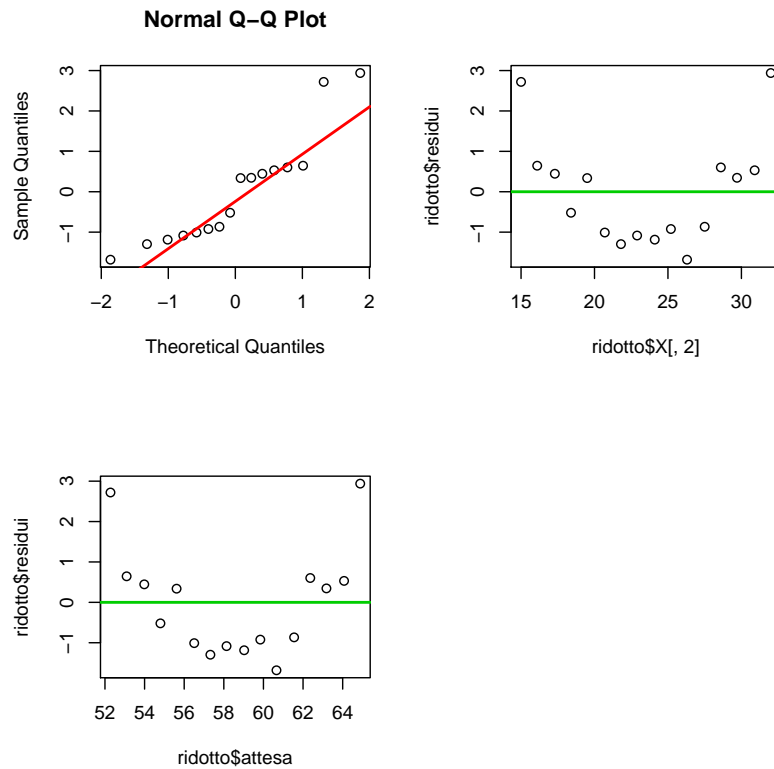 Normal Q−Q Plot
Sample Quantiles
−1 0 1 2 3
−2 −1 0 1 2
Theoretical Quantiles
ridotto$residui
−1 0 1 2 3
15 20 25 30
ridotto$X[, 2]
ridotto$residui
−1 0 1 2 3
52 54 56 58 60 62 64
ridotto$attesa